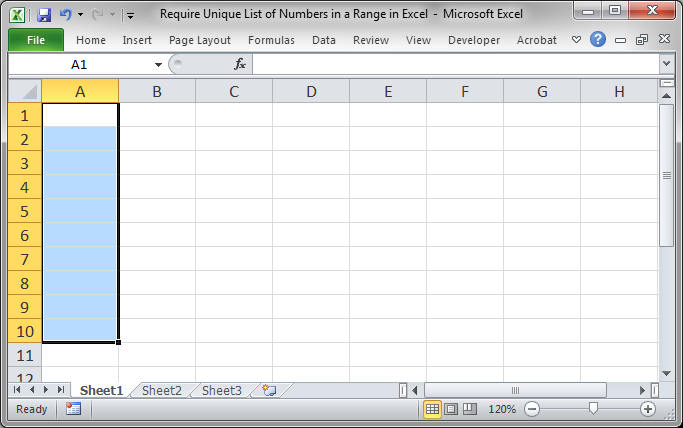 Require Unique List of Numbers in a Range in Excel - Microsoft Excel
File Home Insert Page Layout Formulas Data Review View Developer Acrobat
A1 fx
A B C D E F G H
1
2
3
4
5
6
7
8
9
10
11
12
Sheet1 Sheet2 Sheet3
Ready 120%